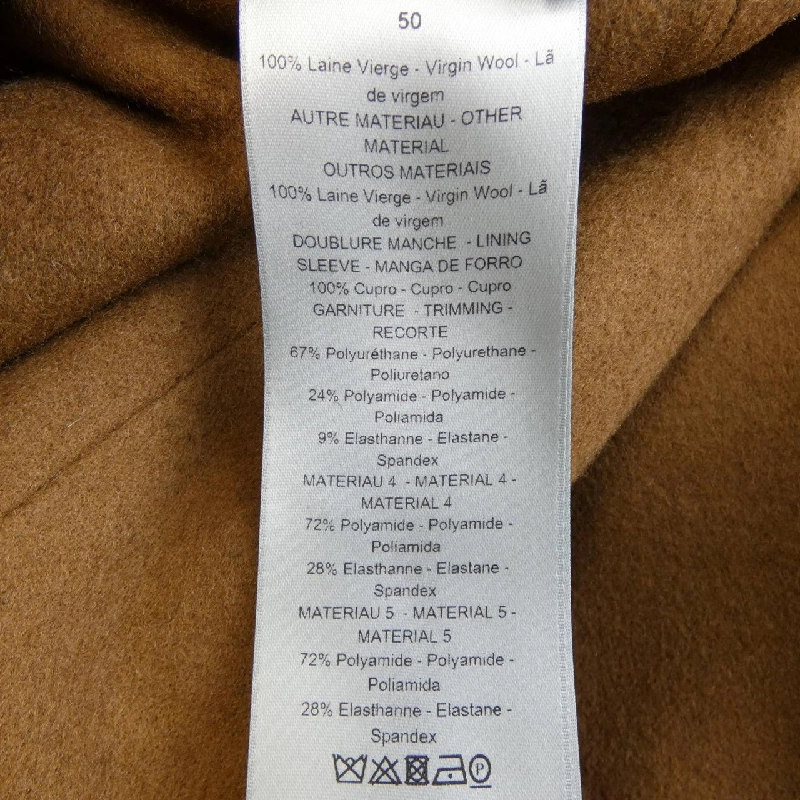 50
100% Laine Vierge - Virgin Wool - Lã
de virgem
AUTRE MATERIAU - OTHER
MATERIAL
OUTROS MATERIAIS
100% Laine Vierge - Virgin Wool - Lã
de virgem
DOUBLURE MANCHE - LINING
SLEEVE - MANGA DE FORRO
100% Cupro - Cupro - Cupro
GARNITURE - TRIMMING -
RECORTE
67% Polyuréthane - Polyurethane -
Poliuretano
24% Polyamide - Polyamide -
Poliamida
9% Elasthanne - Elastane -
Spandex
MATERIAU 4 - MATERIAL 4 -
MATERIAL 4
72% Polyamide - Polyamide -
Poliamida
28% Elasthanne - Elastane -
Spandex
MATERIAU 5 - MATERIAL 5 -
MATERIAL 5
72% Polyamide - Polyamide -
Poliamida
28% Elasthanne - Elastane -
Spandex
P